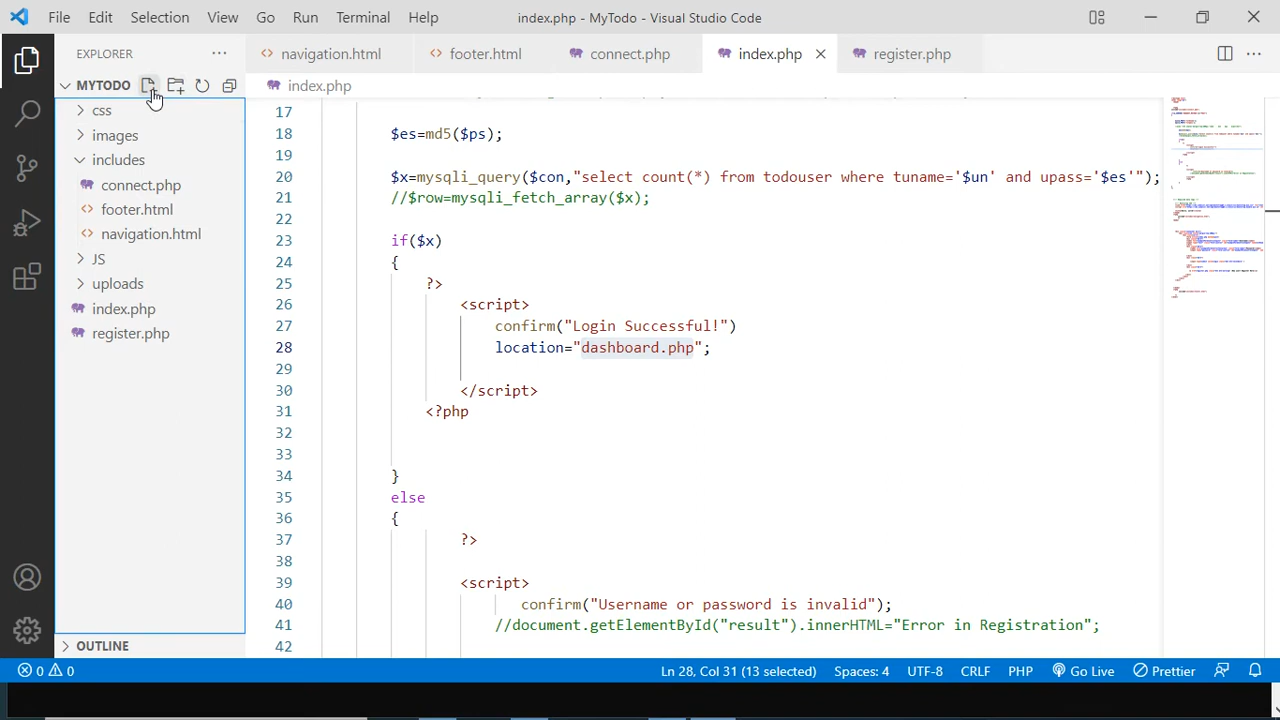 File Edit Selection View Go Run Terminal Help index.php - MyTodo - Visual Studio Code
EXPLORER ...
navigation.html footer.html connect.php index.php register.php
MYTODO
index.php
css
images
includes
connect.php
footer.html
navigation.html
JS
uploads
index.php
register.php
OUTLINE
17
18 $es=md5($ps);
19
20 $x=mysqli_query($con,"select count(*) from todouser where tuname='$un' and upass='$es'");
21 //$row=mysqli_fetch_array($x);
22
23 if($x)
24 {
25 ?>
26 <script>
27 confirm("Login Successful!")
28 location="dashboard.php";
29
30 </script>
31 <?php
32
33
34 }
35 else
36 {
37 ?>
38
39 <script>
40 confirm("Username or password is invalid");
41 //document.getElementById("result").innerHTML="Error in Registration";
42
0 0 Ln 28, Col 31 (13 selected) Spaces: 4 UTF-8 CRLF PHP Go Live Prettier